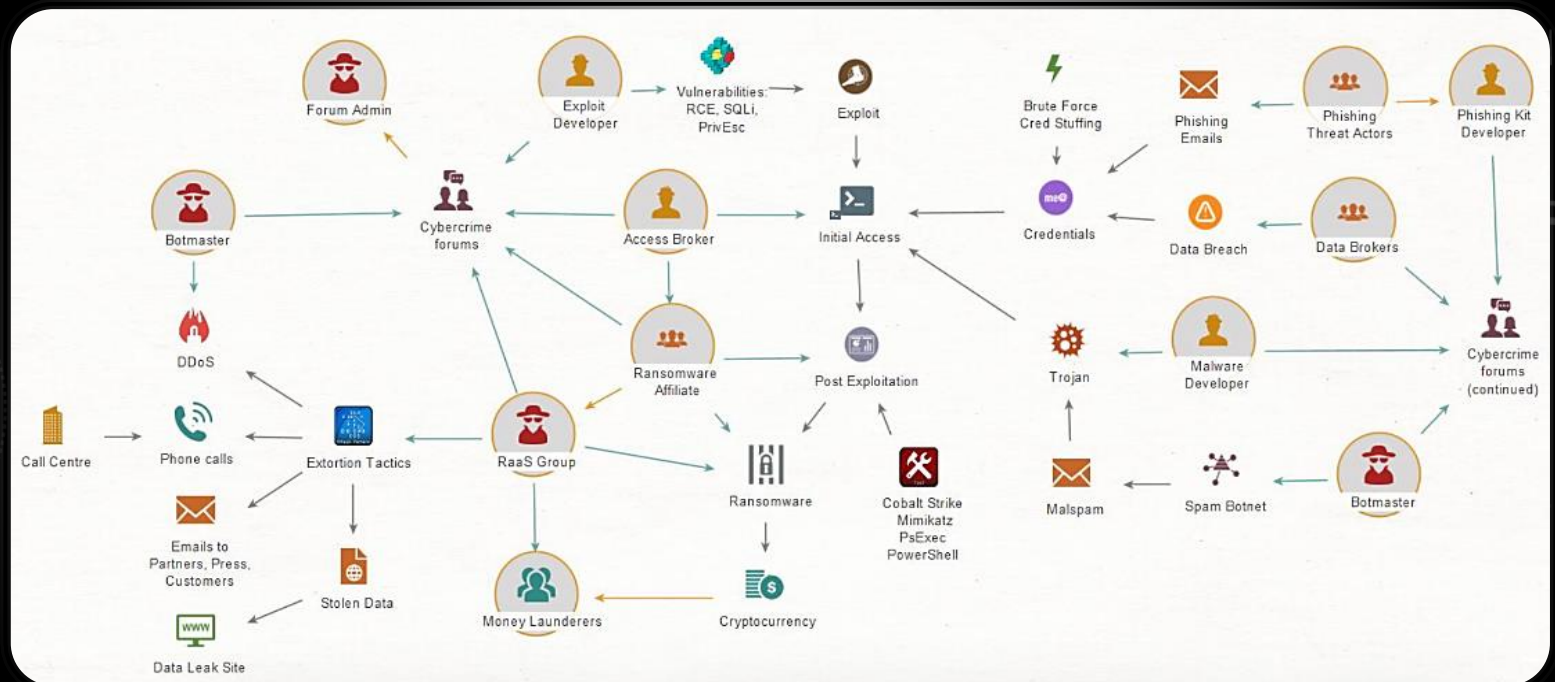 Forum Admin
Exploit
Developer
Vulnerabilities:
RCE, SQLi,
PrivEsc
Exploit
Brute Force
Cred Stuffing
Phishing
Emails
Phishing
Threat Actors
Phishing Kit
Developer
Botmaster
Cybercrime
forums
Access Broker
Initial Access
me@
Credentials
Data Breach
Data Brokers
DDoS
Ransomware
Affiliate
Post Exploitation
Trojan
Malware
Developer
Cybercrime
forums
(continued)
Call Centre
Phone calls
Extortion Tactics
RaaS Group
Ransomware
Cobalt Strike
Mimikatz
PsExec
PowerShell
Malspam
Spam Botnet
Botmaster
Emails to
Partners, Press,
Customers
Stolen Data
Money Launderers
$
Cryptocurrency
WWW
Data Leak Site